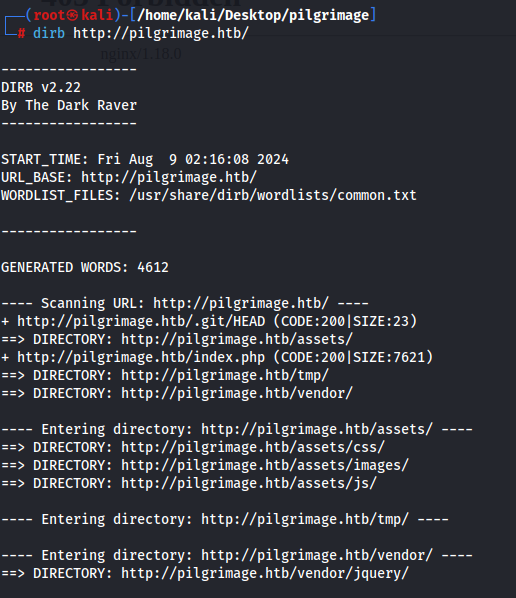 403 Forbidden
nginx/1.18.0
(root㉿kali)-[/home/kali/Desktop/pilgrimage]
# dirb http://pilgrimage.htb/
-----------------
DIRB v2.22
By The Dark Raver
-----------------
START_TIME: Fri Aug  9 02:16:08 2024
URL_BASE: http://pilgrimage.htb/
WORDLIST_FILES: /usr/share/dirb/wordlists/common.txt
-----------------
GENERATED WORDS: 4612
---- Scanning URL: http://pilgrimage.htb/ ----
+ http://pilgrimage.htb/.git/HEAD (CODE:200|SIZE:23)
==> DIRECTORY: http://pilgrimage.htb/assets/
+ http://pilgrimage.htb/index.php (CODE:200|SIZE:7621)
==> DIRECTORY: http://pilgrimage.htb/tmp/
==> DIRECTORY: http://pilgrimage.htb/vendor/
---- Entering directory: http://pilgrimage.htb/assets/ ----
==> DIRECTORY: http://pilgrimage.htb/assets/css/
==> DIRECTORY: http://pilgrimage.htb/assets/images/
==> DIRECTORY: http://pilgrimage.htb/assets/js/
---- Entering directory: http://pilgrimage.htb/tmp/ ----
---- Entering directory: http://pilgrimage.htb/vendor/ ----
==> DIRECTORY: http://pilgrimage.htb/vendor/jquery/